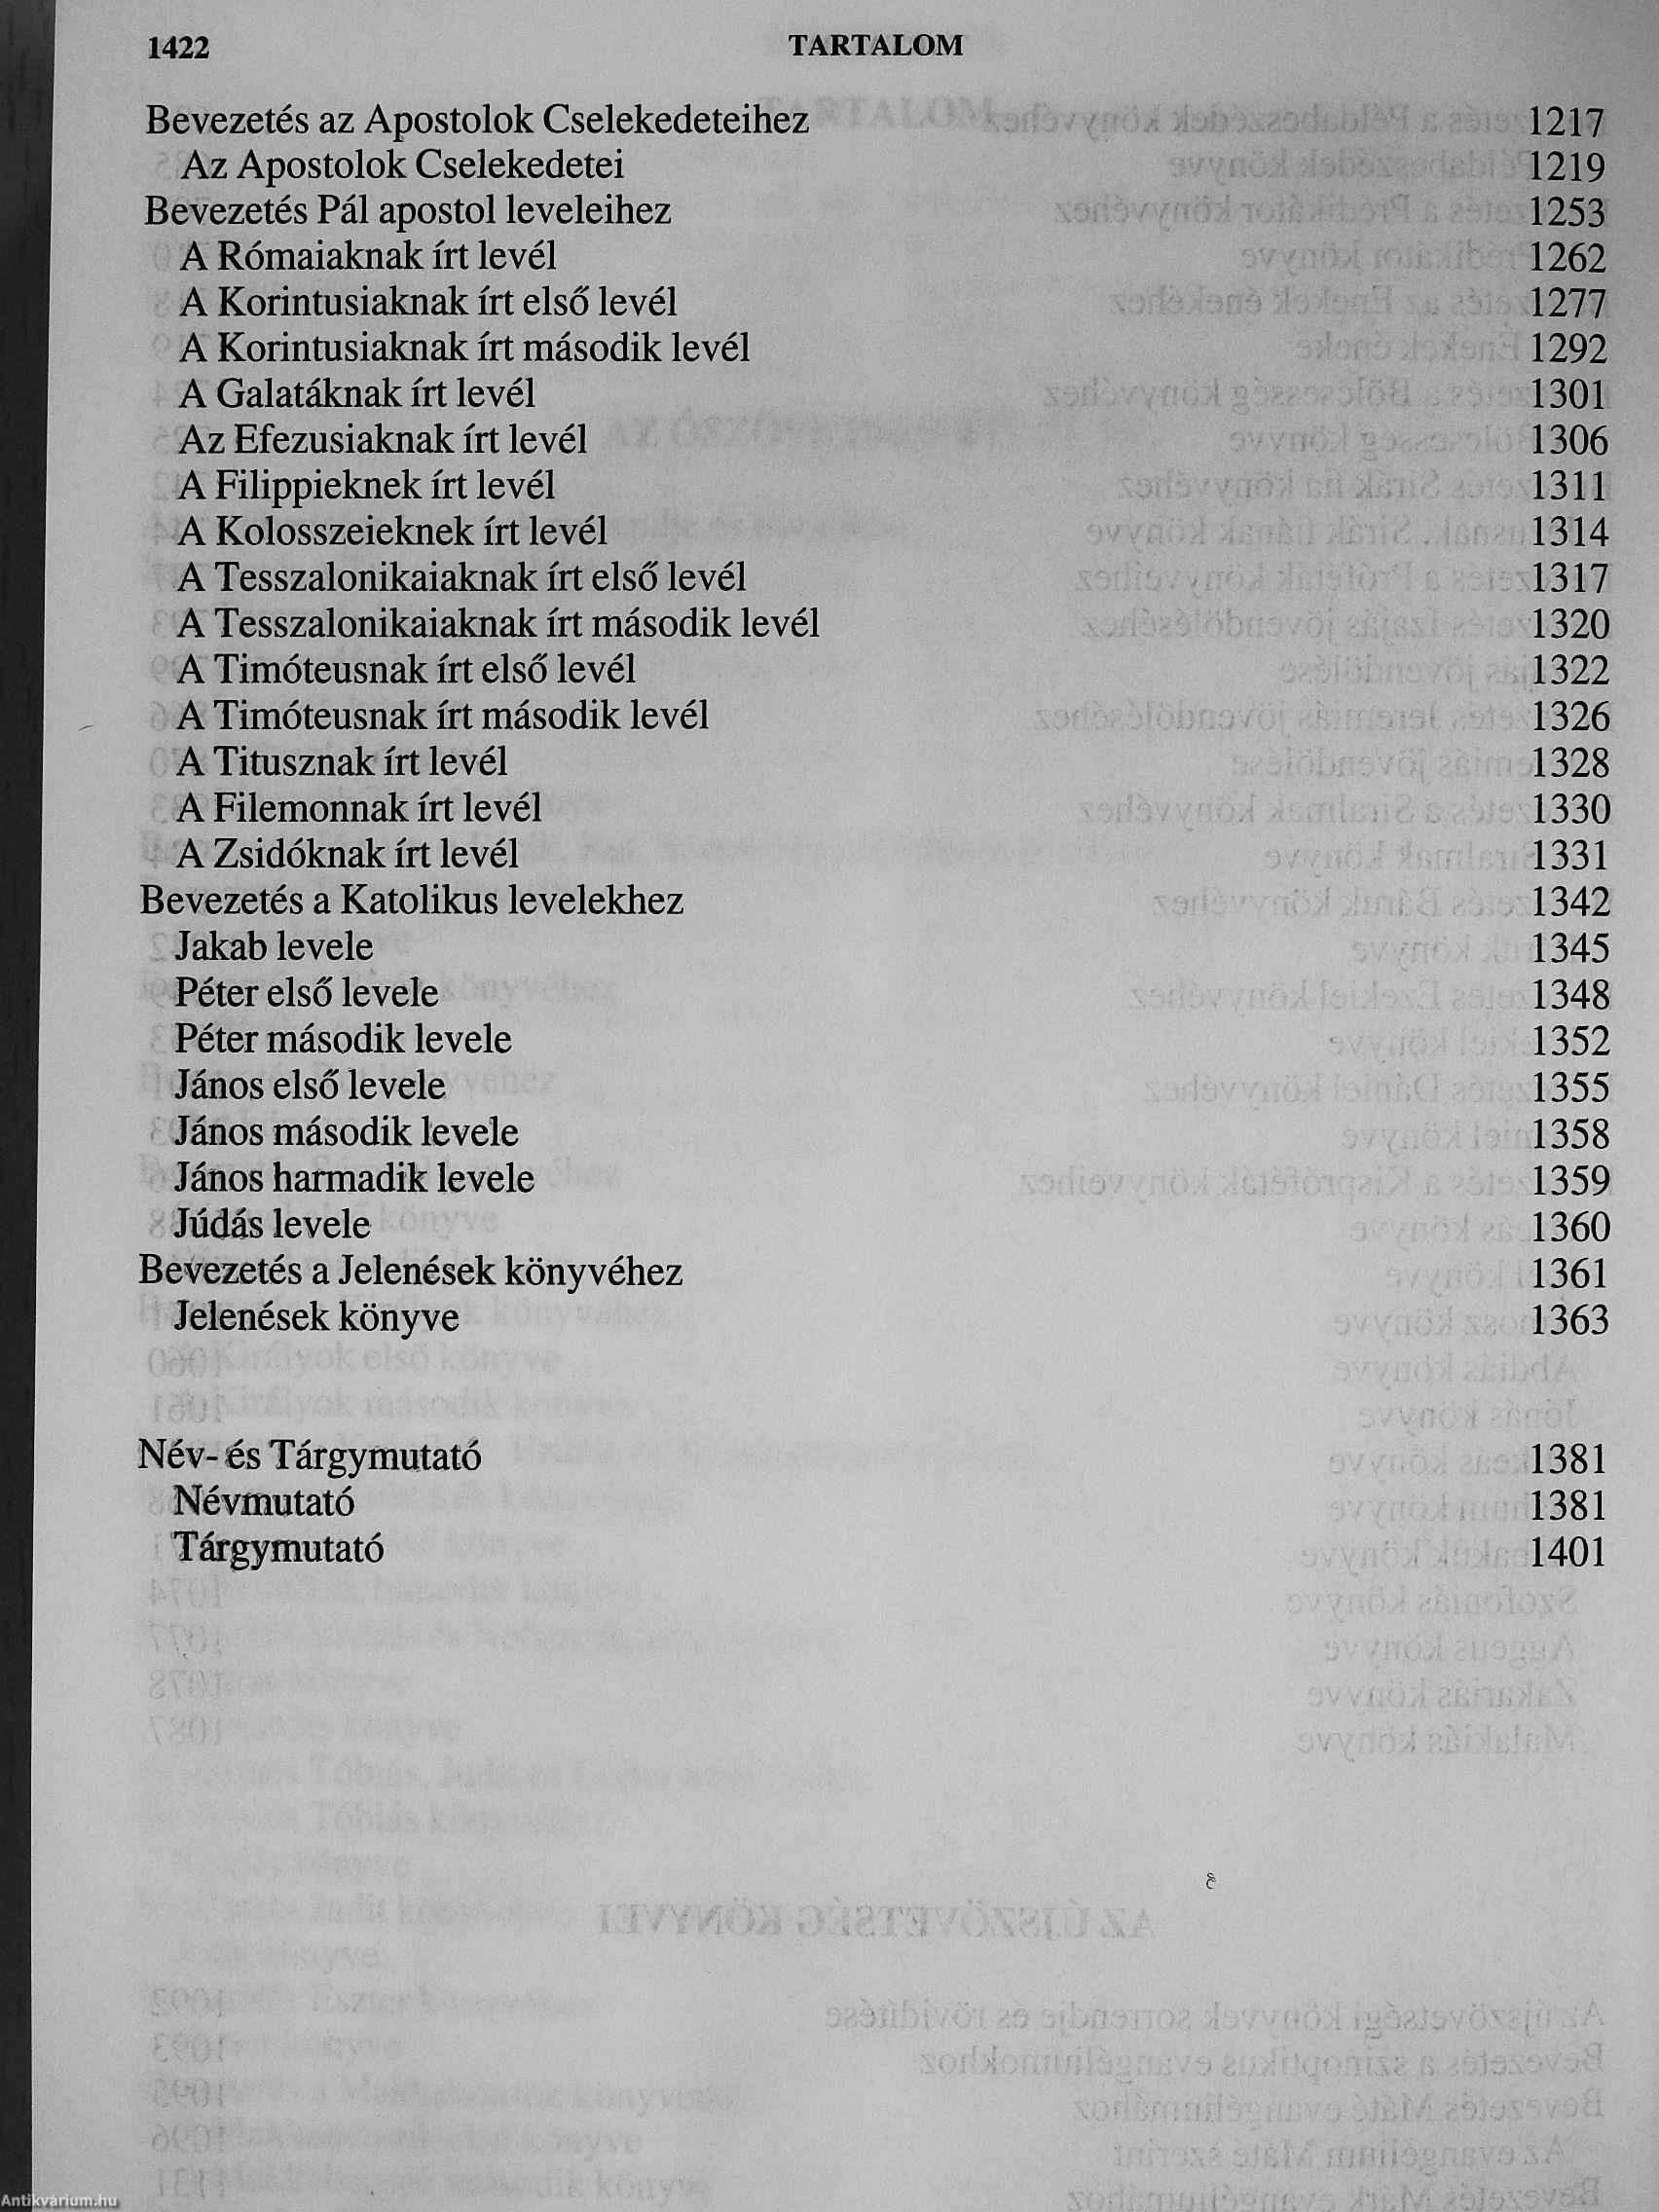 1422 TARTALOM
Bevezetés az Apostolok Cselekedeteihez 1217
Az Apostolok Cselekedetei 1219
Bevezetés Pál apostol leveleihez 1253
A Rómaiaknak írt levél 1262
A Korintusiaknak írt első levél 1277
A Korintusiaknak írt második levél 1292
A Galatáknak írt levél 1301
Az Efezusiaknak írt levél 1306
A Filippieknek írt levél 1311
A Kolosszeieknek írt levél 1314
A Tesszalonikaiaknak írt első levél 1317
A Tesszalonikaiaknak írt második levél 1320
A Timóteusnak írt első levél 1322
A Timóteusnak írt második levél 1326
A Titusznak írt levél 1328
A Filemonnak írt levél 1330
A Zsidóknak írt levél 1331
Bevezetés a Katolikus levelekhez 1342
Jakab levele 1345
Péter első levele 1348
Péter második levele 1352
János első levele 1355
János második levele 1358
János harmadik levele 1359
Júdás levele 1360
Bevezetés a Jelenések könyvéhez 1361
Jelenések könyve 1363
Név- és Tárgymutató 1381
Névmutató 1381
Tárgymutató 1401
Antikvárium.hu